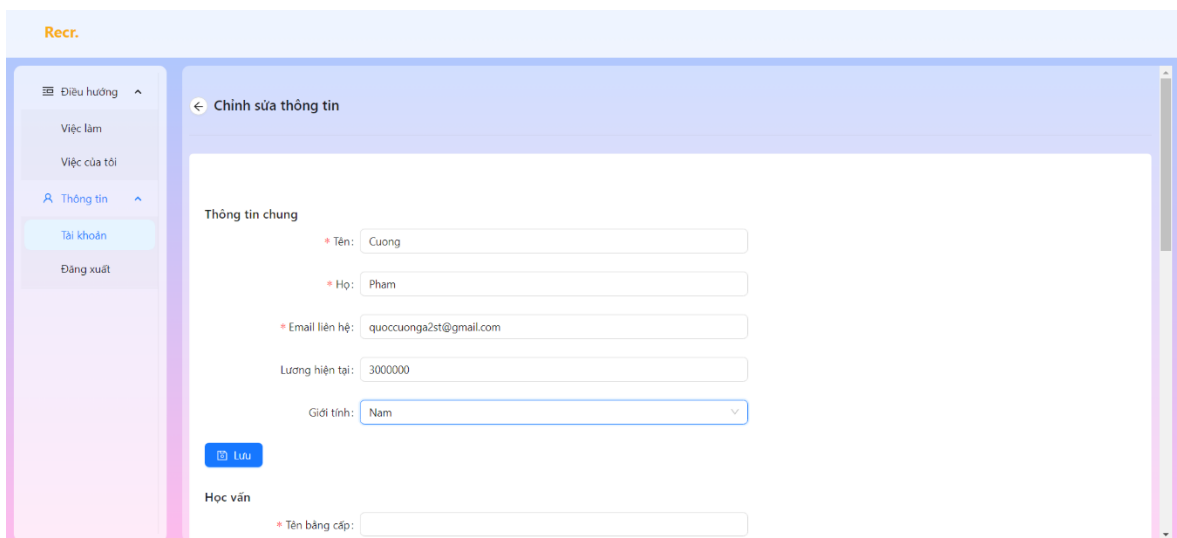 Recr.
Điều hướng
Việc làm
Việc của tôi
Thông tin
Tài khoản
Đăng xuất
Chỉnh sửa thông tin
Thông tin chung
* Tên: Cuong
* Họ: Pham
* Email liên hệ: quoccuonga2st@gmail.com
Lương hiện tại: 3000000
Giới tính: Nam
Lưu
Học vấn
* Tên bằng cấp: